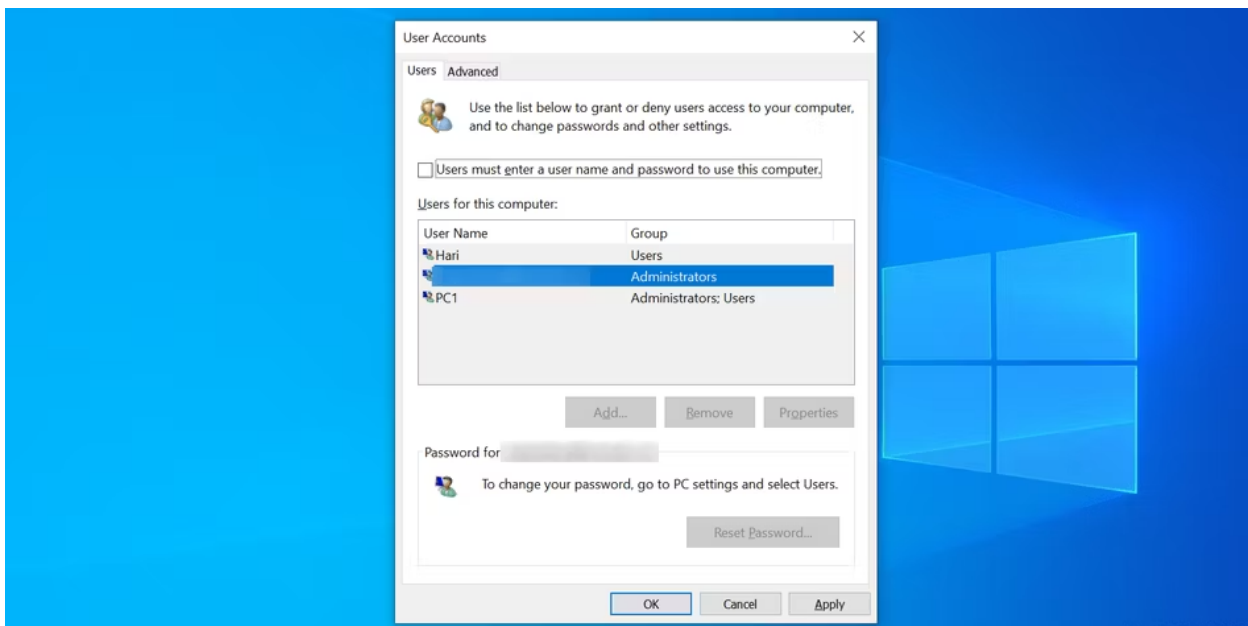 User Accounts
Users Advanced
Use the list below to grant or deny users access to your computer,
and to change passwords and other settings.
Users must enter a user name and password to use this computer.
Users for this computer:
User Name Group
Hari Users
Administrators
PC1 Administrators; Users
Add... Remove Properties
Password for
To change your password, go to PC settings and select Users.
Reset Password...
OK Cancel Apply